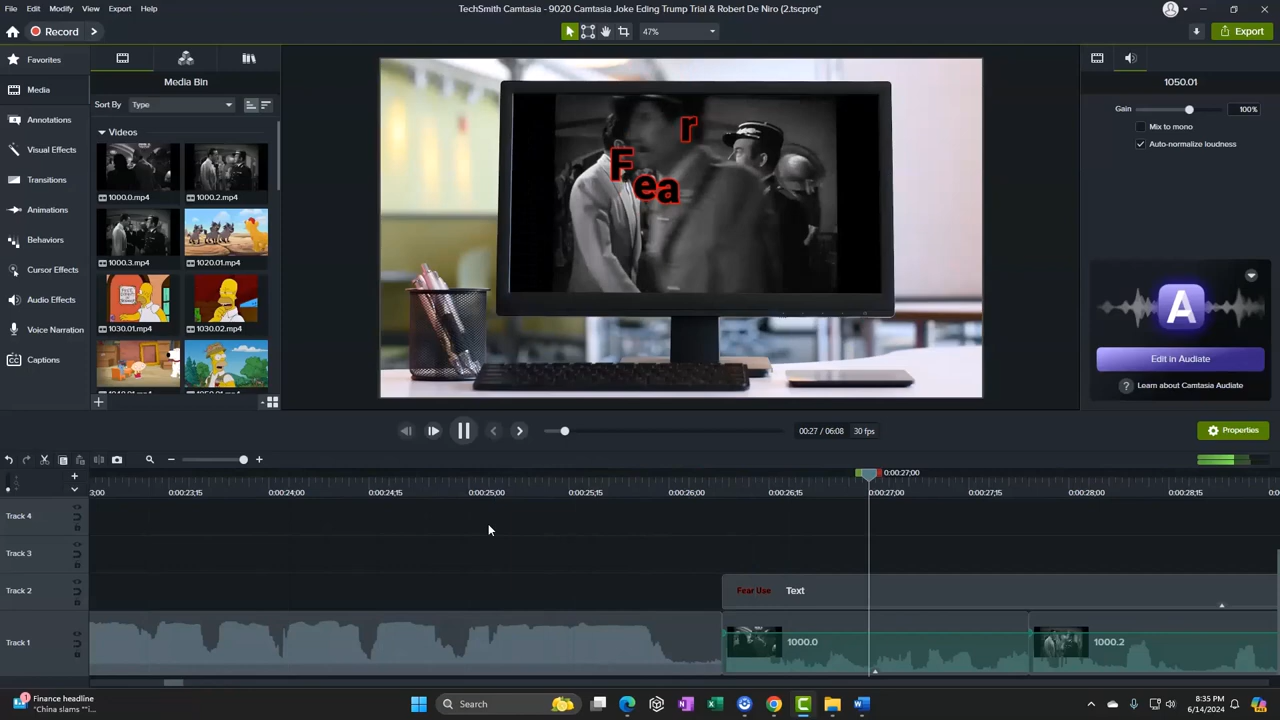 File Edit Modify View Export Help
TechSmith Camtasia - 9020 Camtasia Joke Eding Trump Trial & Robert De Niro (2.tscproj*
Record
47%
Export
Favorites
Media
Annotations
Visual Effects
Transitions
Animations
Behaviors
Cursor Effects
Audio Effects
Voice Narration
Captions
Media Bin
Sort By Type
Videos
1000.0.mp4 1000.2.mp4
1000.3.mp4 1020.01.mp4
1030.01.mp4 1030.02.mp4
r
F
ea
1050.01
Gain 100%
Mix to mono
Auto-normalize loudness
A
Edit in Audiate
? Learn about Camtasia Audiate
00:27 / 06:08 30 fps
Properties
0:00:27;00
3;00 0:00:23;15 0:00:24;00 0:00:24;15 0:00:25;00 0:00:25;15 0:00:26;00 0:00:26;15 0:00:27;00 0:00:27;15 0:00:28;00 0:00:28;15
Track 4
Track 3
Track 2 Fear Use Text
Track 1 1000.0 1000.2
1
Finance headline
"China slams "i...
Search
8:35 PM
6/14/2024